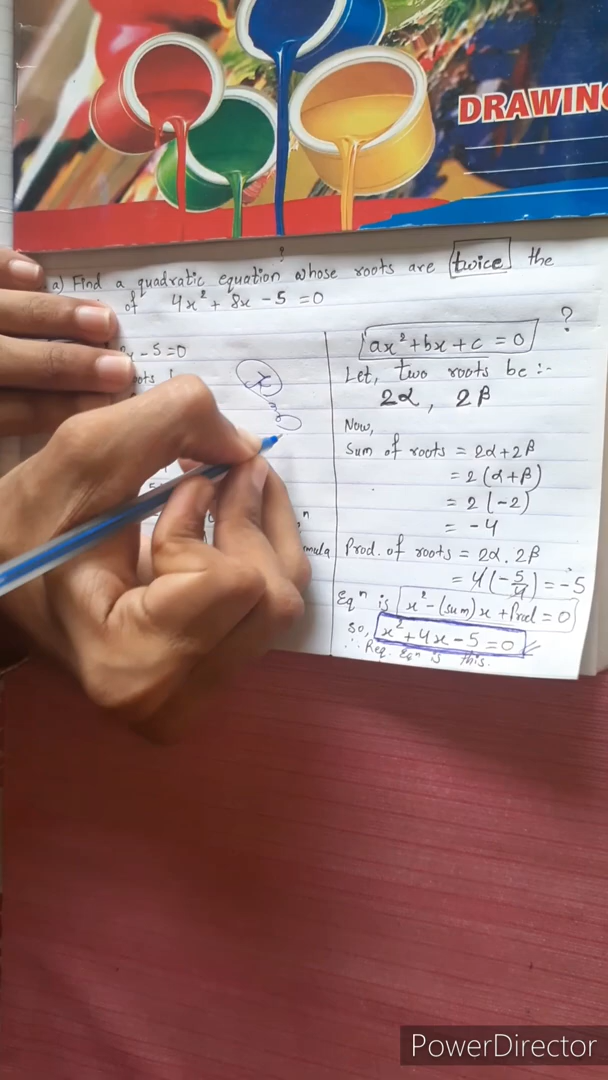 DRAWING
?
a) Find a quadratic equation whose roots are twice the
of 4x² + 8x - 5 = 0
x - 5 = 0
ax² + bx + c = 0 ?
Let, two roots be :-
2α, 2β
Now,
Sum of roots = 2α + 2β
= 2(α+β)
= 2(-2)
= -4
Prod. of roots = 2α. 2β
= 4(-5/4) = -5
Eqⁿ is x² - (sum)x + Prod = 0
so, x² + 4x - 5 = 0
∴ Req. Eqⁿ is this.
PowerDirector